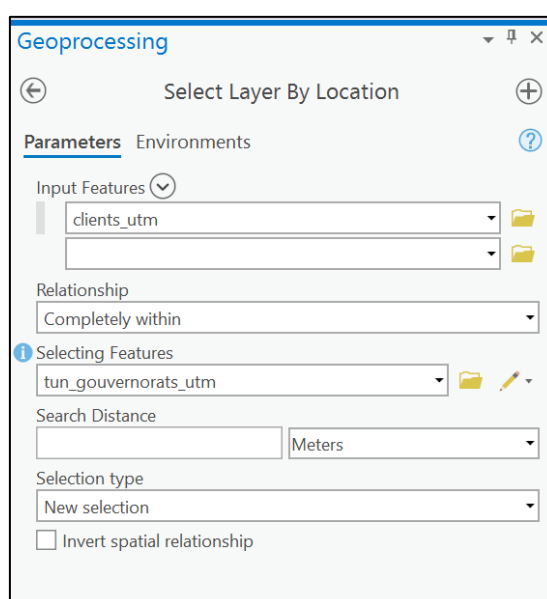 Geoprocessing
Select Layer By Location
Parameters Environments
Input Features
clients_utm
Relationship
Completely within
Selecting Features
tun_gouvernorats_utm
Search Distance
Meters
Selection type
New selection
Invert spatial relationship